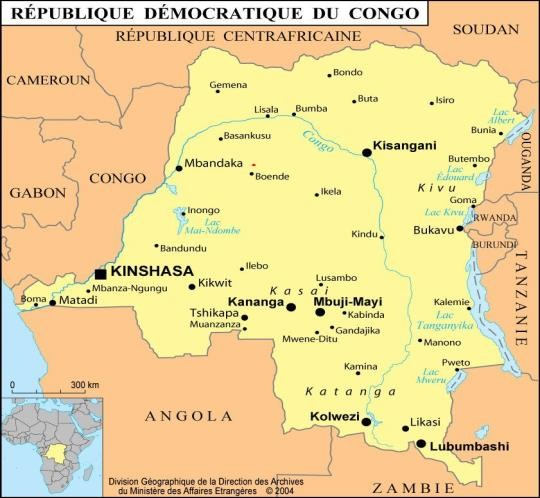 RÉPUBLIQUE DÉMOCRATIQUE DU CONGO
SOUDAN
RÉPUBLIQUE CENTRAFRICAINE
CAMEROUN
Bondo
Gemena
Buta
Isiro
Lisala
Bumba
Lac
Albert
Bunia
Basankusu
Congo
Kisangani
OUGANDA
Mbandaka
Butembo
Boende
Lac
Édouard
GABON
CONGO
Kivu
Ikela
Goma
Inongo
Lac Kivu
RWANDA
Lac
Mai-Ndombe
Bukavu
Kindu
BURUNDI
Bandundu
TANZANIE
Ilebo
KINSHASA
Lusambo
Mbanza-Ngungu
Kikwit
Kasai
Boma
Matadi
Kananga
Mbuji-Mayi
Kalemie
Tshikapa
Kabinda
Lac
Tanganyika
Muanzanza
Gandajika
Mwene-Ditu
Manono
Pweto
Kamina
Lac
Mweru
0
300 km
Katanga
ANGOLA
Kolwezi
Likasi
Lubumbashi
Division Géographique de la Direction des Archives
du Ministère des Affaires Etrangères © 2004
ZAMBIE